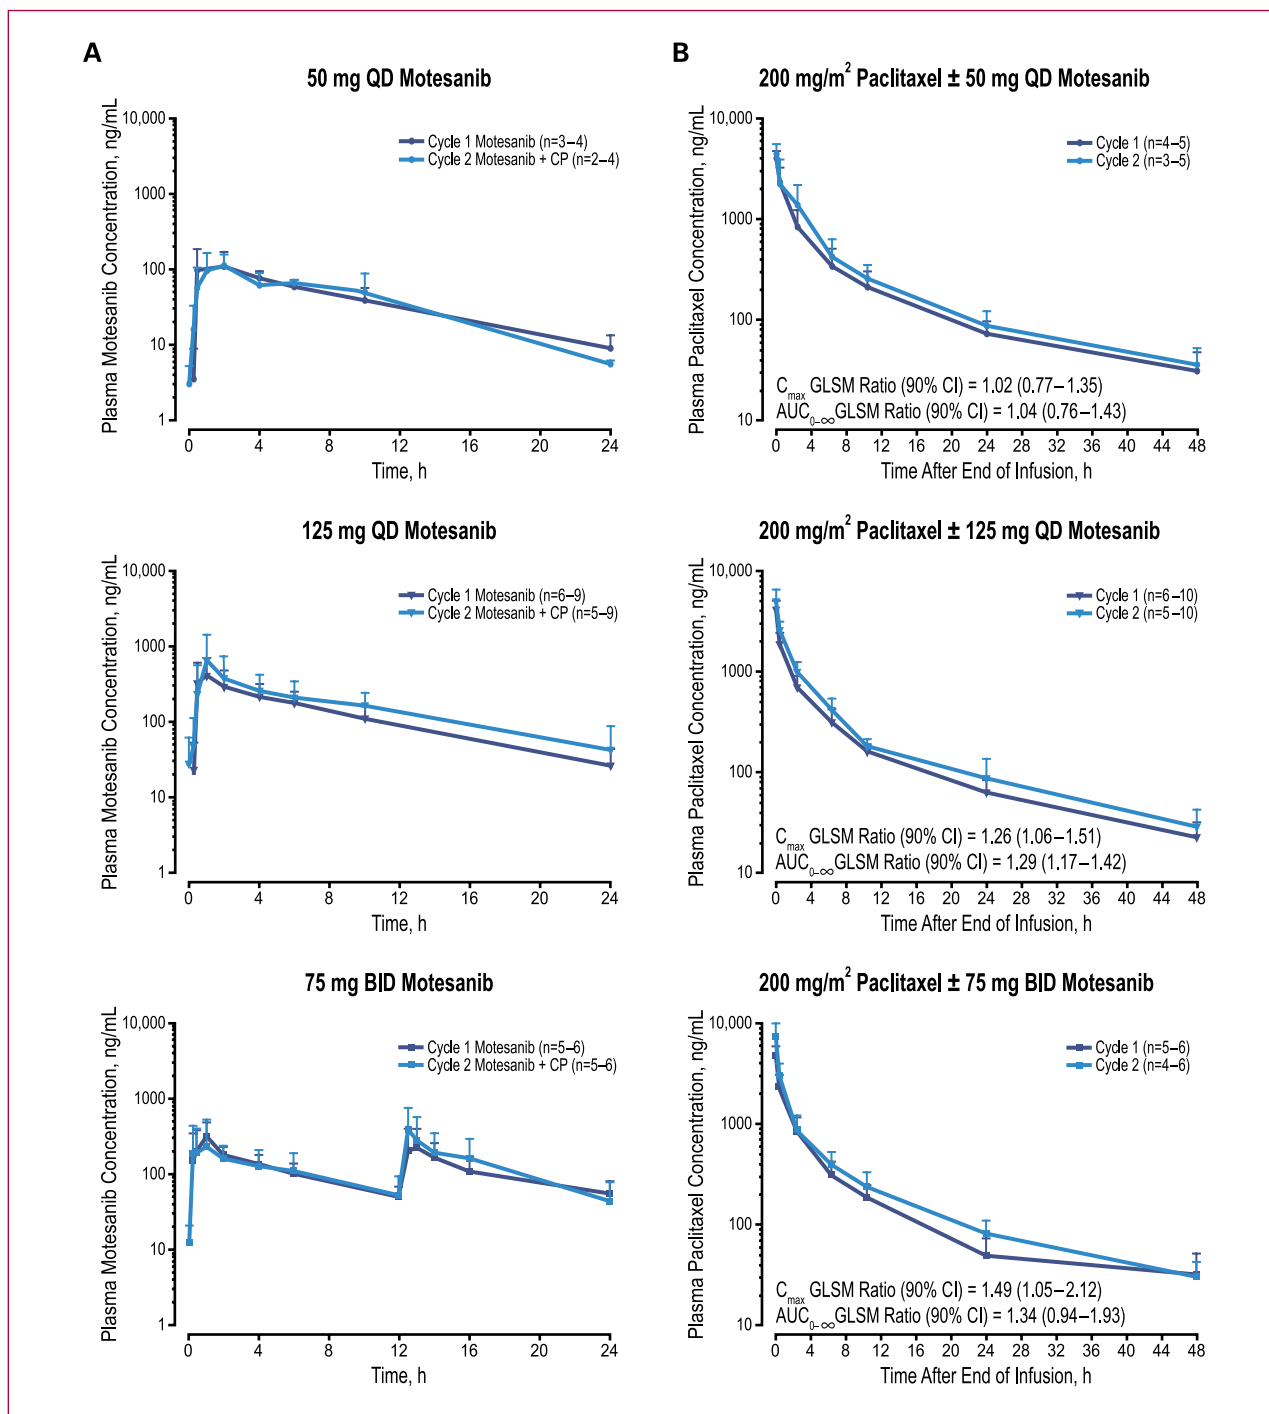 A
50 mg QD Motesanib
Plasma Motesanib Concentration, ng/mL
10,000
1000
100
10
1
Cycle 1 Motesanib (n=3–4)
Cycle 2 Motesanib + CP (n=2–4)
0 4 8 12 16 20 24
Time, h
B
200 mg/m² Paclitaxel ± 50 mg QD Motesanib
Plasma Paclitaxel Concentration, ng/mL
10,000
1000
100
10
Cycle 1 (n=4–5)
Cycle 2 (n=3–5)
Cmax GLSM Ratio (90% CI) = 1.02 (0.77–1.35)
AUC0–∞ GLSM Ratio (90% CI) = 1.04 (0.76–1.43)
0 4 8 12 16 20 24 28 32 36 40 44 48
Time After End of Infusion, h
125 mg QD Motesanib
Plasma Motesanib Concentration, ng/mL
10,000
1000
100
10
1
Cycle 1 Motesanib (n=6–9)
Cycle 2 Motesanib + CP (n=5–9)
0 4 8 12 16 20 24
Time, h
200 mg/m² Paclitaxel ± 125 mg QD Motesanib
Plasma Paclitaxel Concentration, ng/mL
10,000
1000
100
10
Cycle 1 (n=6–10)
Cycle 2 (n=5–10)
Cmax GLSM Ratio (90% CI) = 1.26 (1.06–1.51)
AUC0–∞ GLSM Ratio (90% CI) = 1.29 (1.17–1.42)
0 4 8 12 16 20 24 28 32 36 40 44 48
Time After End of Infusion, h
75 mg BID Motesanib
Plasma Motesanib Concentration, ng/mL
10,000
1000
100
10
1
Cycle 1 Motesanib (n=5–6)
Cycle 2 Motesanib + CP (n=5–6)
0 4 8 12 16 20 24
Time, h
200 mg/m² Paclitaxel ± 75 mg BID Motesanib
Plasma Paclitaxel Concentration, ng/mL
10,000
1000
100
10
Cycle 1 (n=5–6)
Cycle 2 (n=4–6)
Cmax GLSM Ratio (90% CI) = 1.49 (1.05–2.12)
AUC0–∞ GLSM Ratio (90% CI) = 1.34 (0.94–1.93)
0 4 8 12 16 20 24 28 32 36 40 44 48
Time After End of Infusion, h